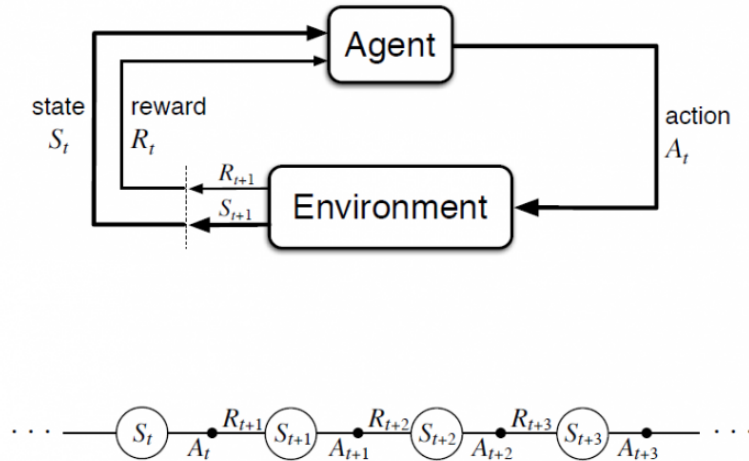 Agent
state
S_t
reward
R_t
action
A_t
R_{t+1}
S_{t+1}
Environment
· · · S_t A_t R_{t+1} S_{t+1} A_{t+1} R_{t+2} S_{t+2} A_{t+2} R_{t+3} S_{t+3} A_{t+3} · · ·